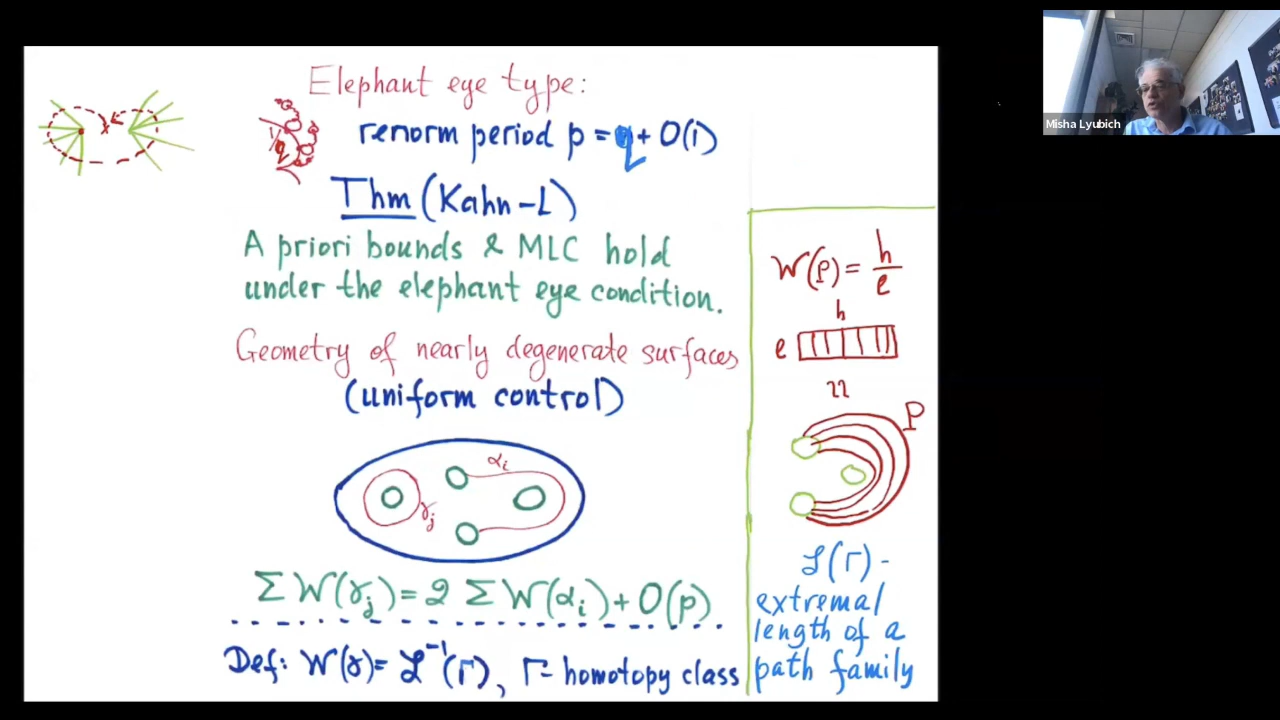 Elephant eye type:
renorm period p = q + O(1)
1/q
Thm (Kahn-L)
A priori bounds & MLC hold
under the elephant eye condition.
Geometry of nearly degenerate surfaces
(uniform control)
αᵢ
γⱼ
Σ W(γⱼ) = 2 Σ W(αᵢ) + O(p)
Def: W(γ) = ℒ⁻¹(Γ), Γ - homotopy class
W(P) = h/e
h
e
P
ℒ(Γ) -
extremal
length of a
path family
Misha Lyubich